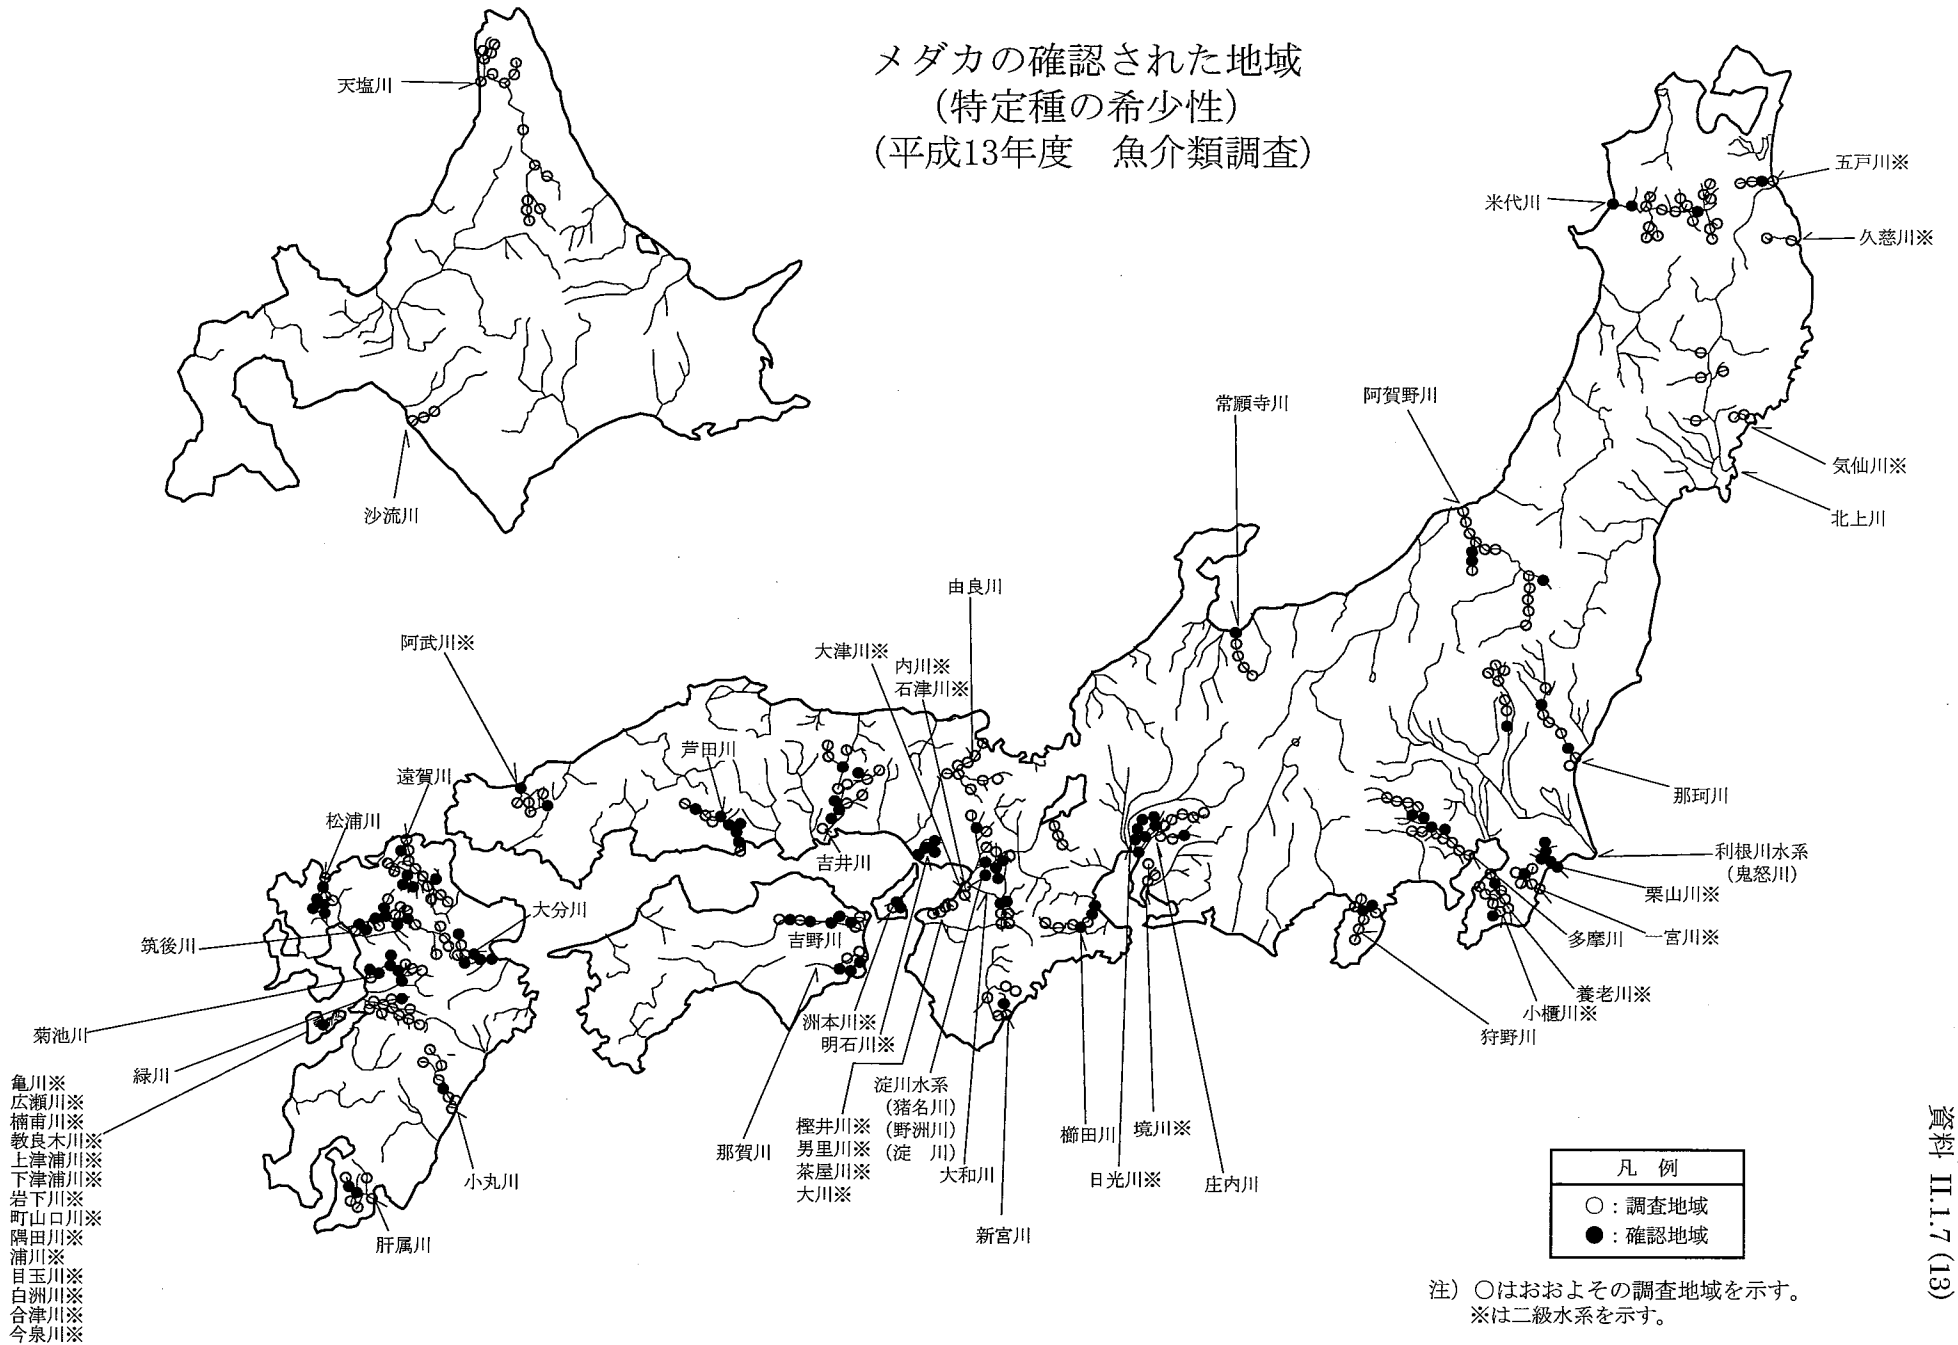 メダカの確認された地域
(特定種の希少性)
(平成13年度　魚介類調査)
天塩川
沙流川
五戸川※
米代川
久慈川※
気仙川※
北上川
阿賀野川
常願寺川
那珂川
利根川水系
(鬼怒川)
栗山川※
一宮川※
多摩川
養老川※
小櫃川※
狩野川
由良川
大津川※
内川※
石津川※
阿武川※
芦田川
遠賀川
松浦川
吉井川
大分川
筑後川
吉野川
菊池川
緑川
洲本川※
明石川※
淀川水系
(猪名川)
(野洲川)
(淀　川)
樫井川※
男里川※
茶屋川※
大川※
那賀川
大和川
新宮川
櫛田川
境川※
日光川※
庄内川
小丸川
肝属川
亀川※
広瀬川※
楠甫川※
教良木川※
上津浦川※
下津浦川※
岩下川※
町山口川※
隅田川※
浦川※
目玉川※
白洲川※
合津川※
今泉川※
凡　例
○：調査地域
●：確認地域
注）○はおおよその調査地域を示す。
※は二級水系を示す。
資料 II.1.7 (13)